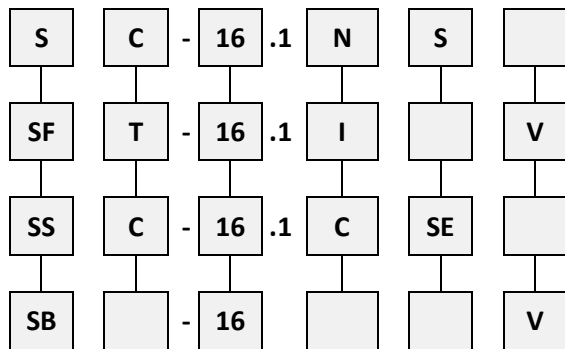 S C - 16 .1 N S
SF T - 16 .1 I V
SS C - 16 .1 C SE
SB - 16 V